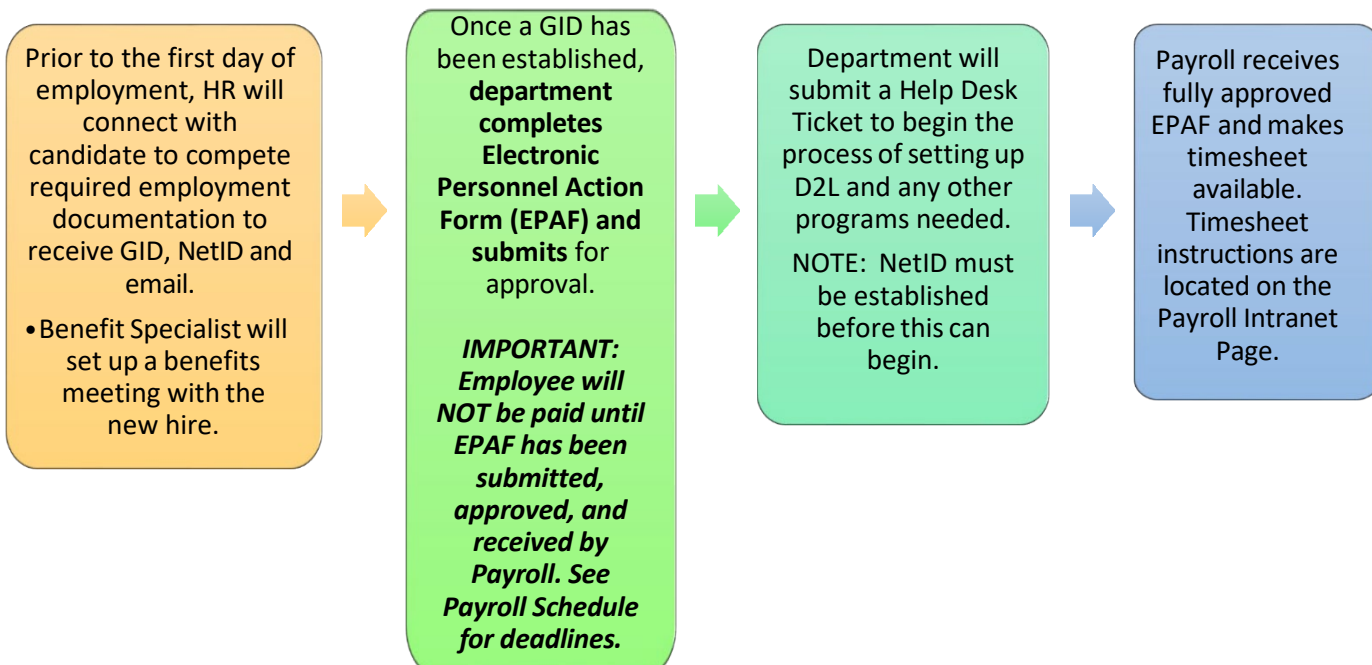 Prior to the first day of
employment, HR will
connect with
candidate to compete
required employment
documentation to
receive GID, NetID and
email.
•Benefit Specialist will
set up a benefits
meeting with the
new hire.
Once a GID has
been established,
department
completes
Electronic
Personnel Action
Form (EPAF) and
submits for
approval.
IMPORTANT:
Employee will
NOT be paid until
EPAF has been
submitted,
approved, and
received by
Payroll. See
Payroll Schedule
for deadlines.
Department will
submit a Help Desk
Ticket to begin the
process of setting up
D2L and any other
programs needed.
NOTE: NetID must
be established
before this can
begin.
Payroll receives
fully approved
EPAF and makes
timesheet
available.
Timesheet
instructions are
located on the
Payroll Intranet
Page.